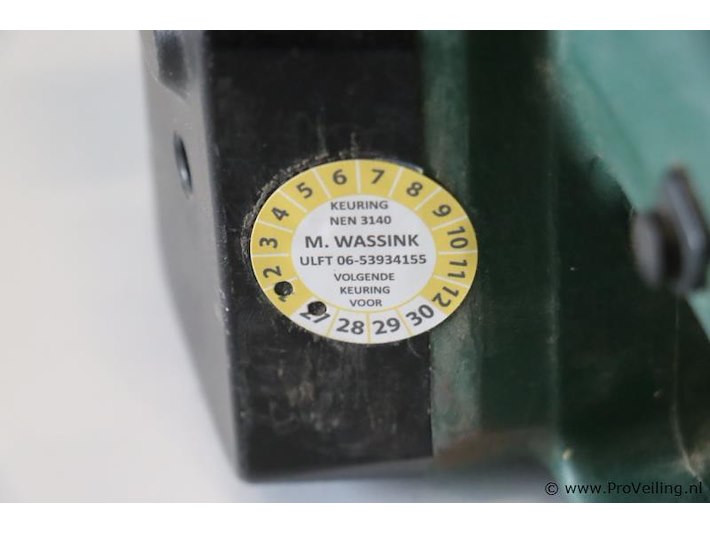 1 2 3 4 5 6 7 8 9 10 11 12
KEURING
NEN 3140
M. WASSINK
ULFT 06-53934155
VOLGENDE
KEURING
VOOR
27 28 29 30
© www.ProVeiling.nl